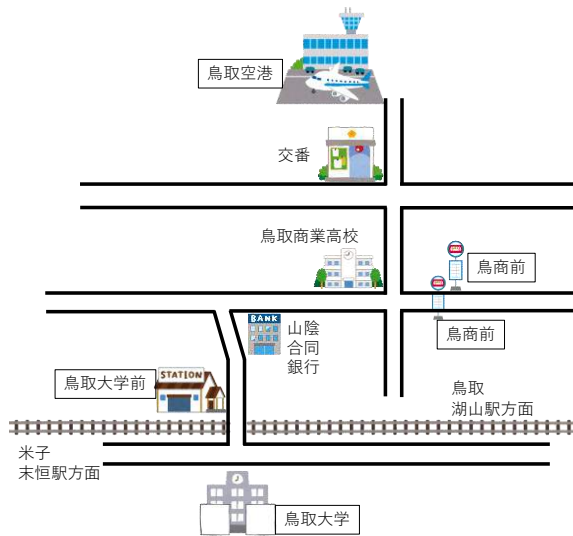 鳥取空港
交番
鳥取商業高校
鳥商前
鳥商前
BANK
山陰
合同
銀行
STATION
鳥取大学前
鳥取
湖山駅方面
米子
末恒駅方面
鳥取大学